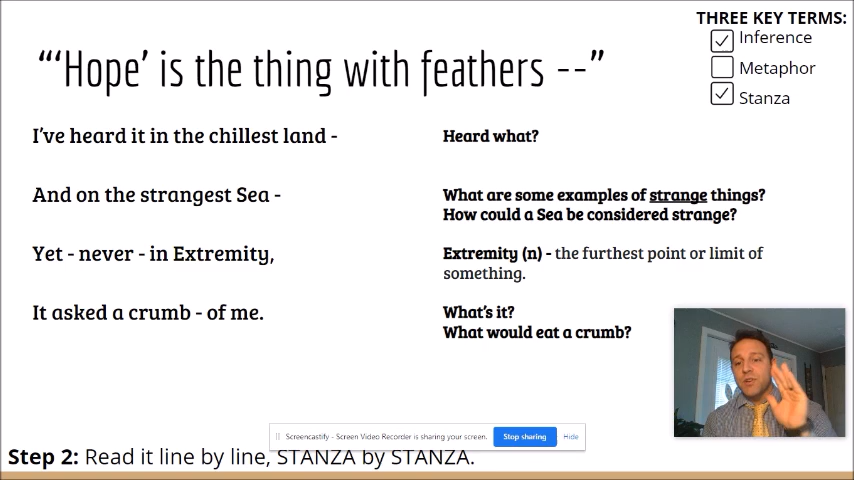 THREE KEY TERMS:
Inference
Metaphor
Stanza
“‘Hope’ is the thing with feathers --”
I’ve heard it in the chillest land -
Heard what?
And on the strangest Sea -
What are some examples of strange things?
How could a Sea be considered strange?
Yet - never - in Extremity,
Extremity (n) - the furthest point or limit of
something.
It asked a crumb - of me.
What’s it?
What would eat a crumb?
Screencastify - Screen Video Recorder is sharing your screen.
Stop sharing
Hide
Step 2: Read it line by line, STANZA by STANZA.